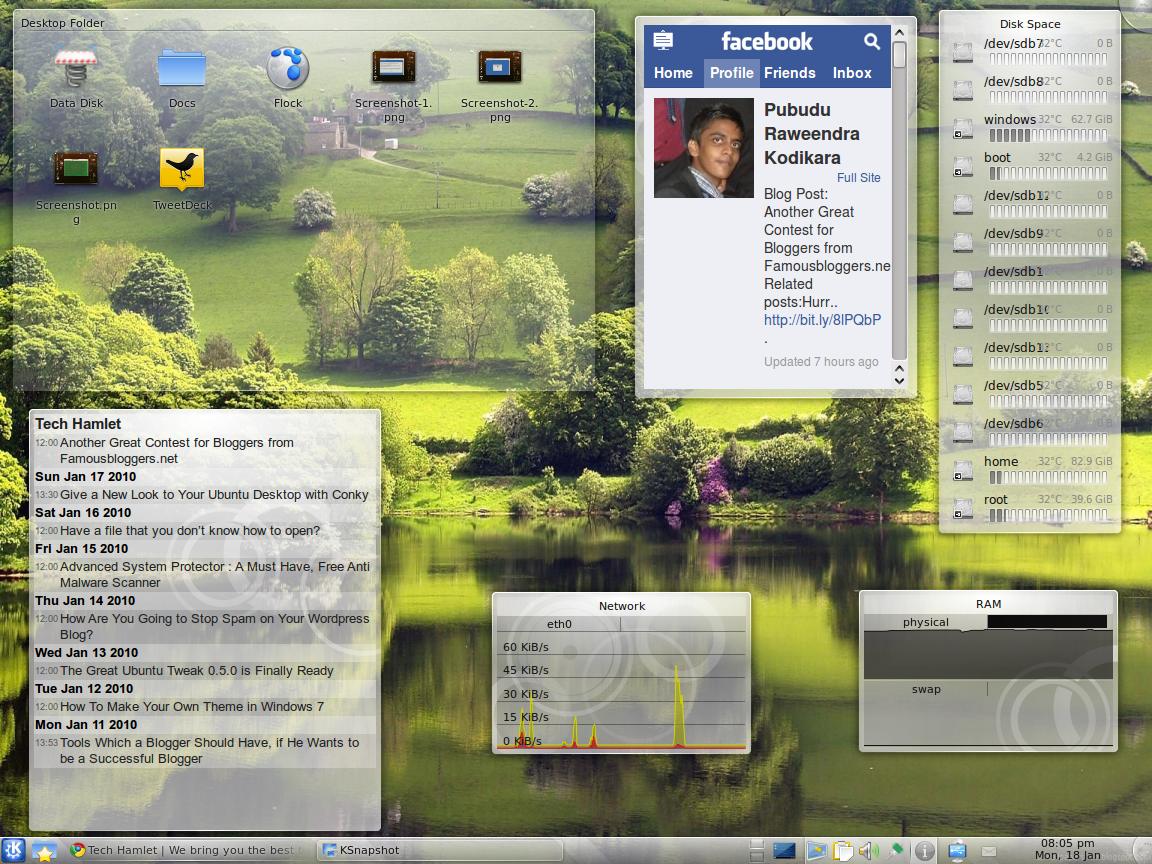 Desktop Folder
Data Disk
Docs
Flock
Screenshot-1.
png
Screenshot-2.
png
Screenshot.pn
g
TweetDeck
facebook
Home Profile Friends Inbox
Pubudu
Raweendra
Kodikara
Full Site
Blog Post:
Another Great
Contest for
Bloggers from
Famousbloggers.ne
Related
posts:Hurr..
http://bit.ly/8lPQbP
.
Updated 7 hours ago
Disk Space
/dev/sdb7 32°C 0 B
/dev/sdb8 32°C 0 B
windows 32°C 62.7 GiB
boot 32°C 4.2 GiB
32°C 0 B
/dev/sdb9 32°C 0 B
32°C 0 B
32°C 0 B
32°C 0 B
/dev/sdb5 32°C 0 B
/dev/sdb6 32°C 0 B
home 32°C 82.9 GiB
root 32°C 39.6 GiB
Tech Hamlet
12:00 Another Great Contest for Bloggers from
Famousbloggers.net
Sun Jan 17 2010
13:30 Give a New Look to Your Ubuntu Desktop with Conky
Sat Jan 16 2010
12:00 Have a file that you don't know how to open?
Fri Jan 15 2010
12:00 Advanced System Protector : A Must Have, Free Anti
Malware Scanner
Thu Jan 14 2010
12:00 How Are You Going to Stop Spam on Your Wordpress
Blog?
Wed Jan 13 2010
12:00 The Great Ubuntu Tweak 0.5.0 is Finally Ready
Tue Jan 12 2010
12:00 How To Make Your Own Theme in Windows 7
Mon Jan 11 2010
13:53 Tools Which a Blogger Should Have, if He Wants to
be a Successful Blogger
Network
eth0
60 KiB/s
45 KiB/s
30 KiB/s
15 KiB/s
0 KiB/s
RAM
physical
swap
Tech Hamlet | We bring you the best
KSnapshot
08:05 pm
Mon, 18 Jan